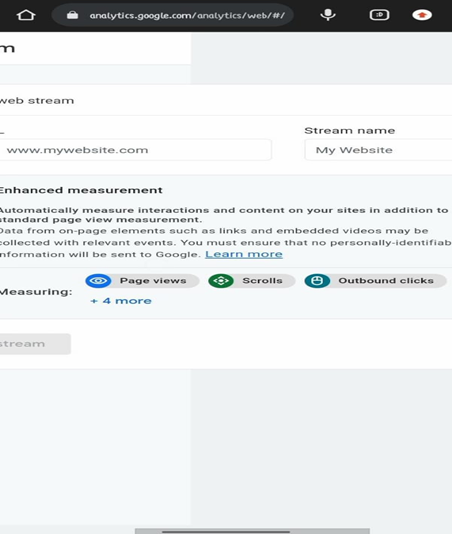 analytics.google.com/analytics/web/#/
:D
m
web stream
Stream name
www.mywebsite.com
My Website
Enhanced measurement
Automatically measure interactions and content on your sites in addition to
standard page view measurement.
Data from on-page elements such as links and embedded videos may be
collected with relevant events. You must ensure that no personally-identifiab
information will be sent to Google. Learn more
Measuring:
Page views
Scrolls
Outbound clicks
+ 4 more
stream